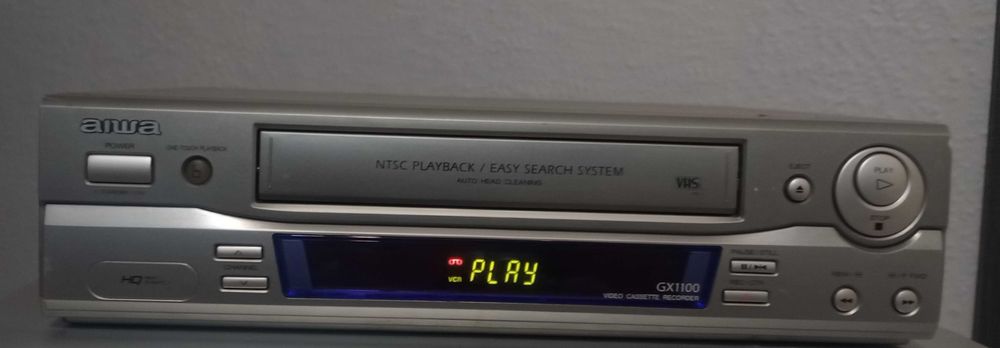 aiwa
POWER
ONE TOUCH PLAYBACK
NTSC PLAYBACK / EASY SEARCH SYSTEM
AUTO HEAD CLEANING
VHS
EJECT
PLAY
STOP
HQ
CHANNEL
VCR PLAY
GX1100
VIDEO CASSETTE RECORDER
PAUSE / STILL